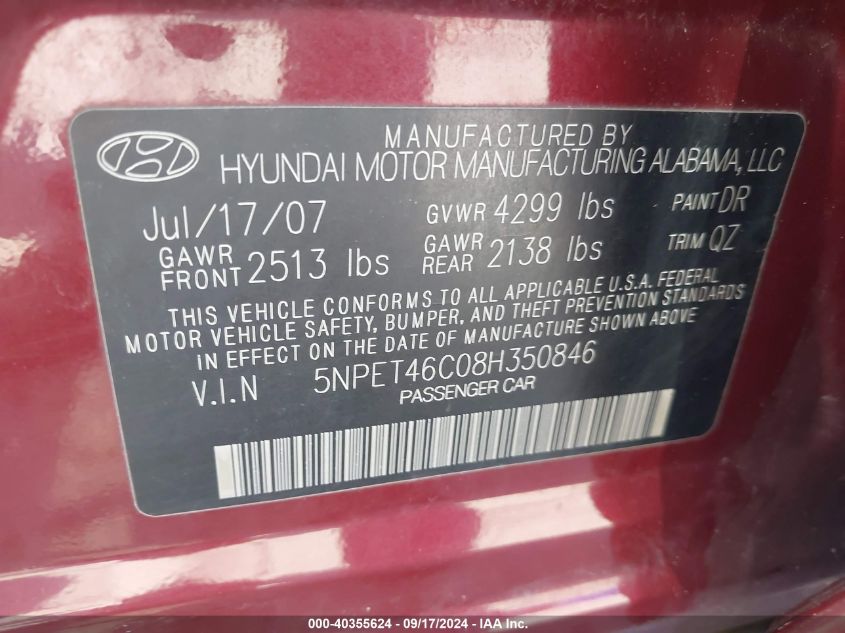 MANUFACTURED BY
HYUNDAI MOTOR MANUFACTURING ALABAMA, LLC
Jul/17/07 GVWR 4299 lbs PAINT DR
GAWR FRONT 2513 lbs GAWR REAR 2138 lbs TRIM QZ
THIS VEHICLE CONFORMS TO ALL APPLICABLE U.S.A. FEDERAL
MOTOR VEHICLE SAFETY, BUMPER, AND THEFT PREVENTION STANDARDS
IN EFFECT ON THE DATE OF MANUFACTURE SHOWN ABOVE
V.I.N 5NPET46C08H350846
PASSENGER CAR
000-40355624 - 09/17/2024 - IAA Inc.